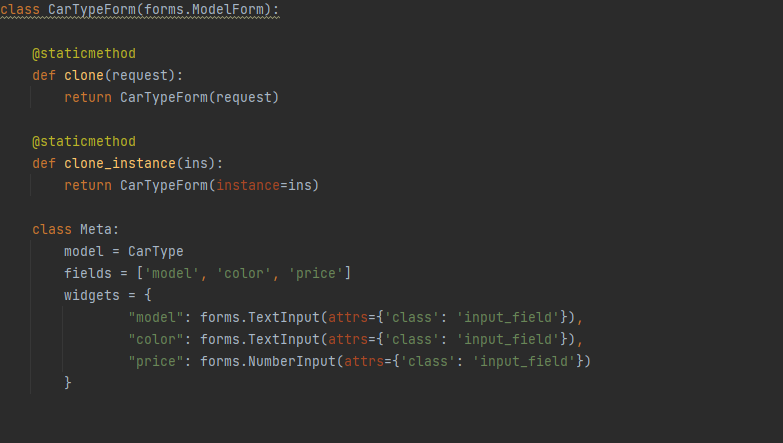 class CarTypeForm(forms.ModelForm):
@staticmethod
def clone(request):
return CarTypeForm(request)
@staticmethod
def clone_instance(ins):
return CarTypeForm(instance=ins)
class Meta:
model = CarType
fields = ['model', 'color', 'price']
widgets = {
"model": forms.TextInput(attrs={'class': 'input_field'}),
"color": forms.TextInput(attrs={'class': 'input_field'}),
"price": forms.NumberInput(attrs={'class': 'input_field'})
}